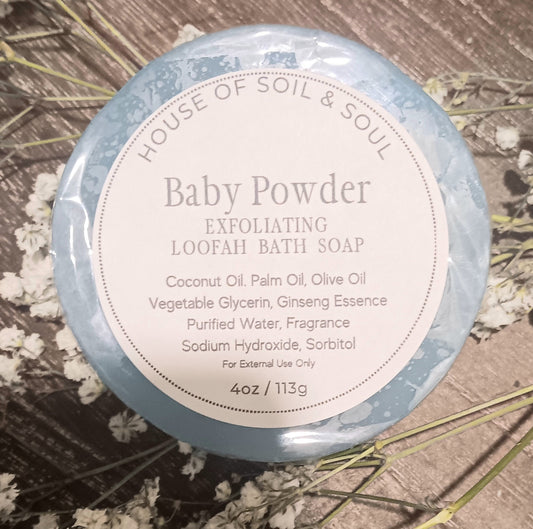 HOUSE OF SOIL & SOUL
Baby Powder
EXFOLIATING
LOOFAH BATH SOAP
Coconut Oil. Palm Oil, Olive Oil
Vegetable Glycerin, Ginseng Essence
Purified Water, Fragrance
Sodium Hydroxide, Sorbitol
For External Use Only
4oz / 113g